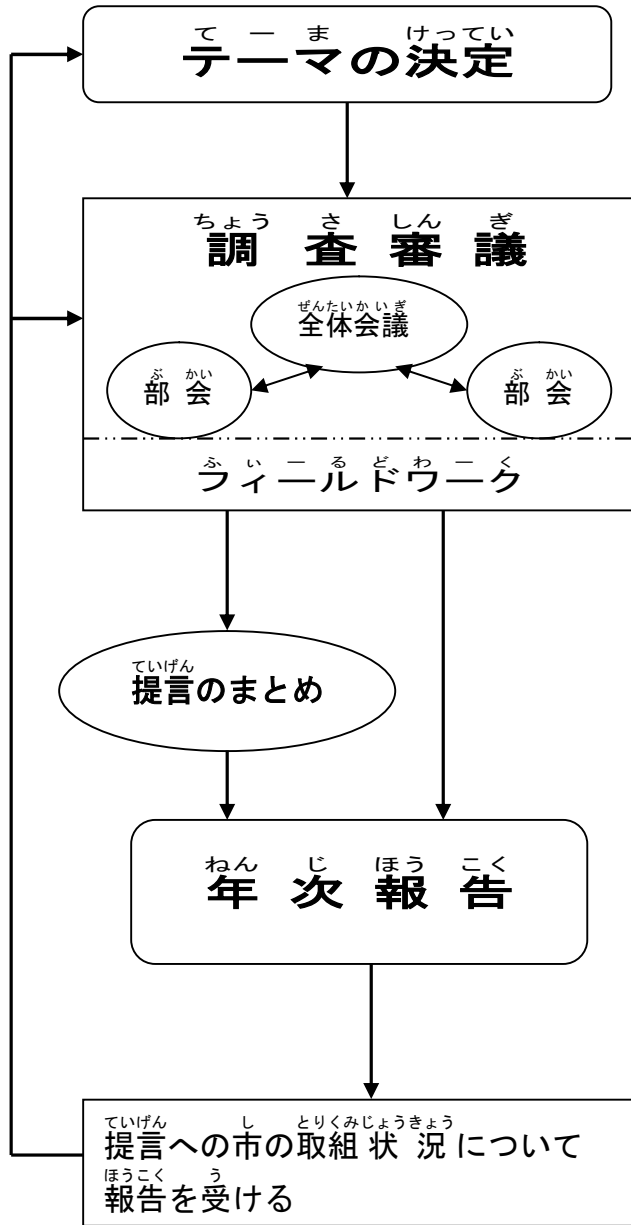 て ー ま けってい
テーマの決定
ちょう さ しん ぎ
調 査 審 議
ぜんたいかいぎ
全体会議
ぶ かい
部 会
ぶ かい
部 会
ふぃーるどわーく
フィールドワーク
ていげん
提言のまとめ
ねん じ ほう こく
年 次 報 告
ていげん し とりくみじょうきょう
提言への市の取組状況について
ほうこく う
報告を受ける